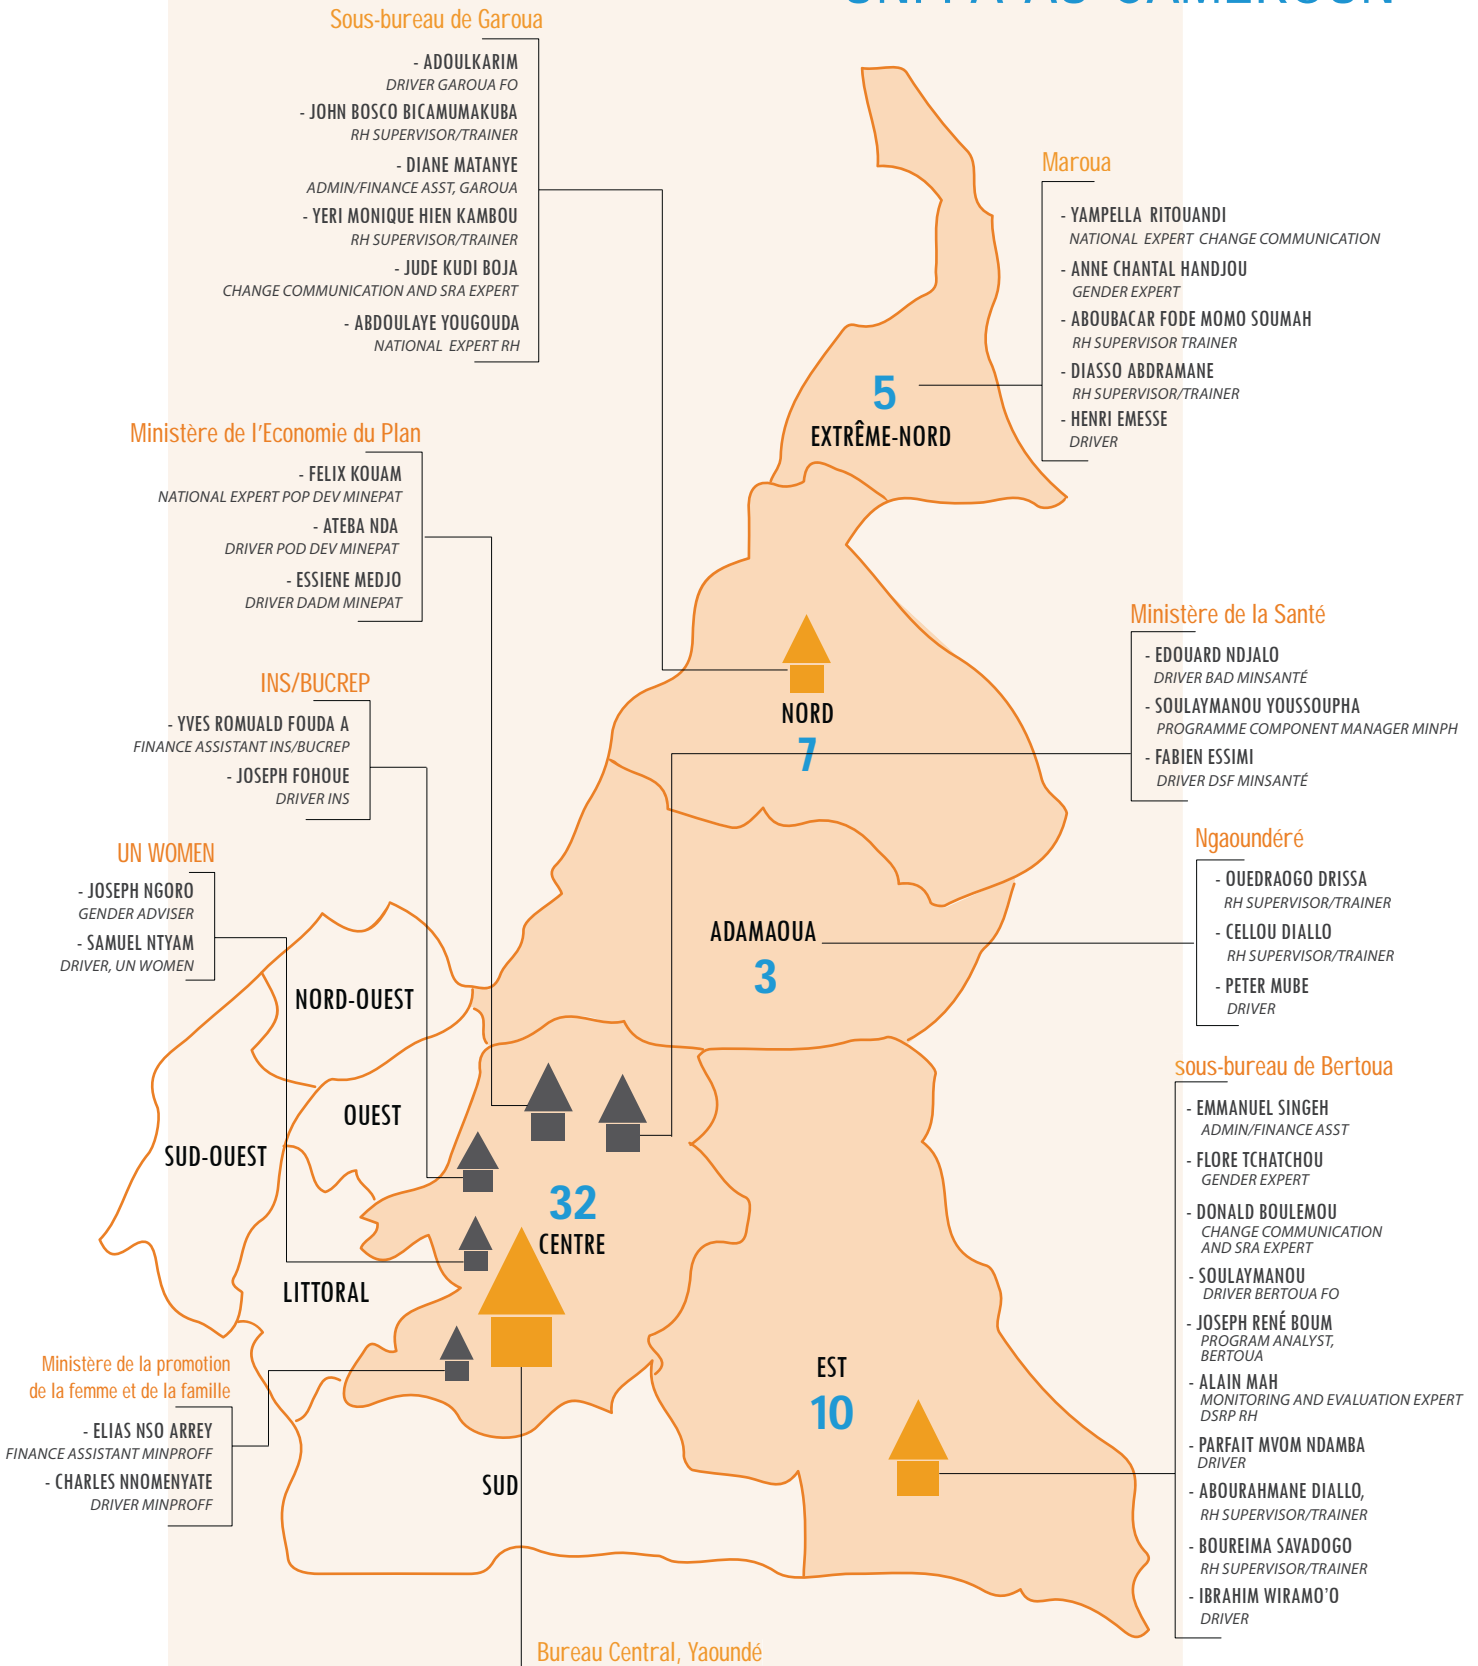 UNFPA AU CAMEROUN
Sous-bureau de Garoua
- ADOULKARIM
DRIVER GAROUA FO
- JOHN BOSCO BICAMUMAKUBA
RH SUPERVISOR/TRAINER
- DIANE MATANYE
ADMIN/FINANCE ASST, GAROUA
- YERI MONIQUE HIEN KAMBOU
RH SUPERVISOR/TRAINER
- JUDE KUDI BOJA
CHANGE COMMUNICATION AND SRA EXPERT
- ABDOULAYE YOUGOUDA
NATIONAL EXPERT RH
Maroua
- YAMPELLA RITOUANDI
NATIONAL EXPERT CHANGE COMMUNICATION
- ANNE CHANTAL HANDJOU
GENDER EXPERT
- ABOUBACAR FODE MOMO SOUMAH
RH SUPERVISOR TRAINER
- DIASSO ABDRAMANE
RH SUPERVISOR/TRAINER
- HENRI EMESSE
DRIVER
5
EXTRÊME-NORD
Ministère de l'Economie du Plan
- FELIX KOUAM
NATIONAL EXPERT POP DEV MINEPAT
- ATEBA NDA
DRIVER POD DEV MINEPAT
- ESSIENE MEDJO
DRIVER DADM MINEPAT
Ministère de la Santé
- EDOUARD NDJALO
DRIVER BAD MINSANTÉ
- SOULAYMANOU YOUSSOUPHA
PROGRAMME COMPONENT MANAGER MINPH
- FABIEN ESSIMI
DRIVER DSF MINSANTÉ
INS/BUCREP
- YVES ROMUALD FOUDA A
FINANCE ASSISTANT INS/BUCREP
- JOSEPH FOHOUE
DRIVER INS
NORD
7
UN WOMEN
- JOSEPH NGORO
GENDER ADVISER
- SAMUEL NTYAM
DRIVER, UN WOMEN
Ngaoundéré
- OUEDRAOGO DRISSA
RH SUPERVISOR/TRAINER
- CELLOU DIALLO
RH SUPERVISOR/TRAINER
- PETER MUBE
DRIVER
ADAMAOUA
3
NORD-OUEST
OUEST
SUD-OUEST
32
CENTRE
LITTORAL
sous-bureau de Bertoua
- EMMANUEL SINGEH
ADMIN/FINANCE ASST
- FLORE TCHATCHOU
GENDER EXPERT
- DONALD BOULEMOU
CHANGE COMMUNICATION
AND SRA EXPERT
- SOULAYMANOU
DRIVER BERTOUA FO
- JOSEPH RENÉ BOUM
PROGRAM ANALYST,
BERTOUA
- ALAIN MAH
MONITORING AND EVALUATION EXPERT
DSRP RH
- PARFAIT MVOM NDAMBA
DRIVER
- ABOURAHMANE DIALLO,
RH SUPERVISOR/TRAINER
- BOUREIMA SAVADOGO
RH SUPERVISOR/TRAINER
- IBRAHIM WIRAMO'O
DRIVER
EST
10
Ministère de la promotion
de la femme et de la famille
- ELIAS NSO ARREY
FINANCE ASSISTANT MINPROFF
- CHARLES NNOMENYATE
DRIVER MINPROFF
SUD
Bureau Central, Yaoundé